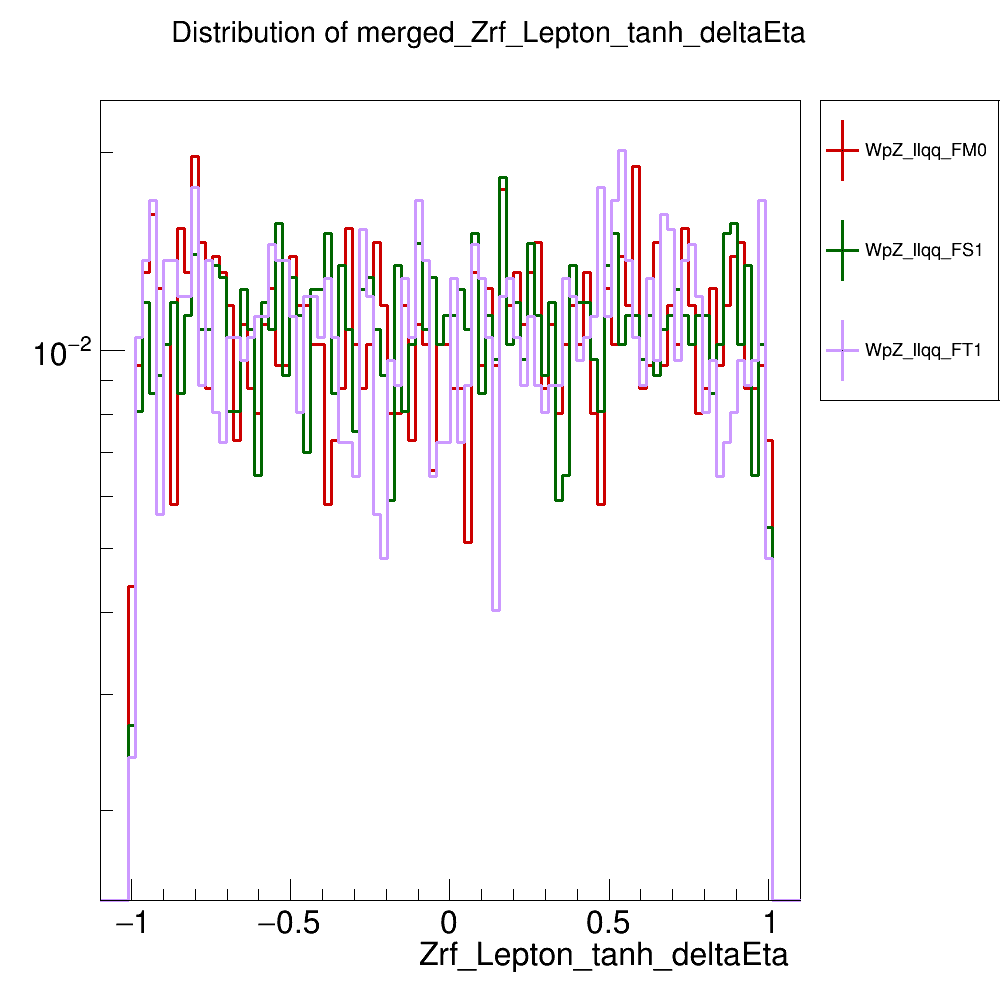 Distribution of merged_Zrf_Lepton_tanh_deltaEta
WpZ_llqq_FM0
WpZ_llqq_FS1
WpZ_llqq_FT1
10−2
−1 −0.5 0 0.5 1
Zrf_Lepton_tanh_deltaEta